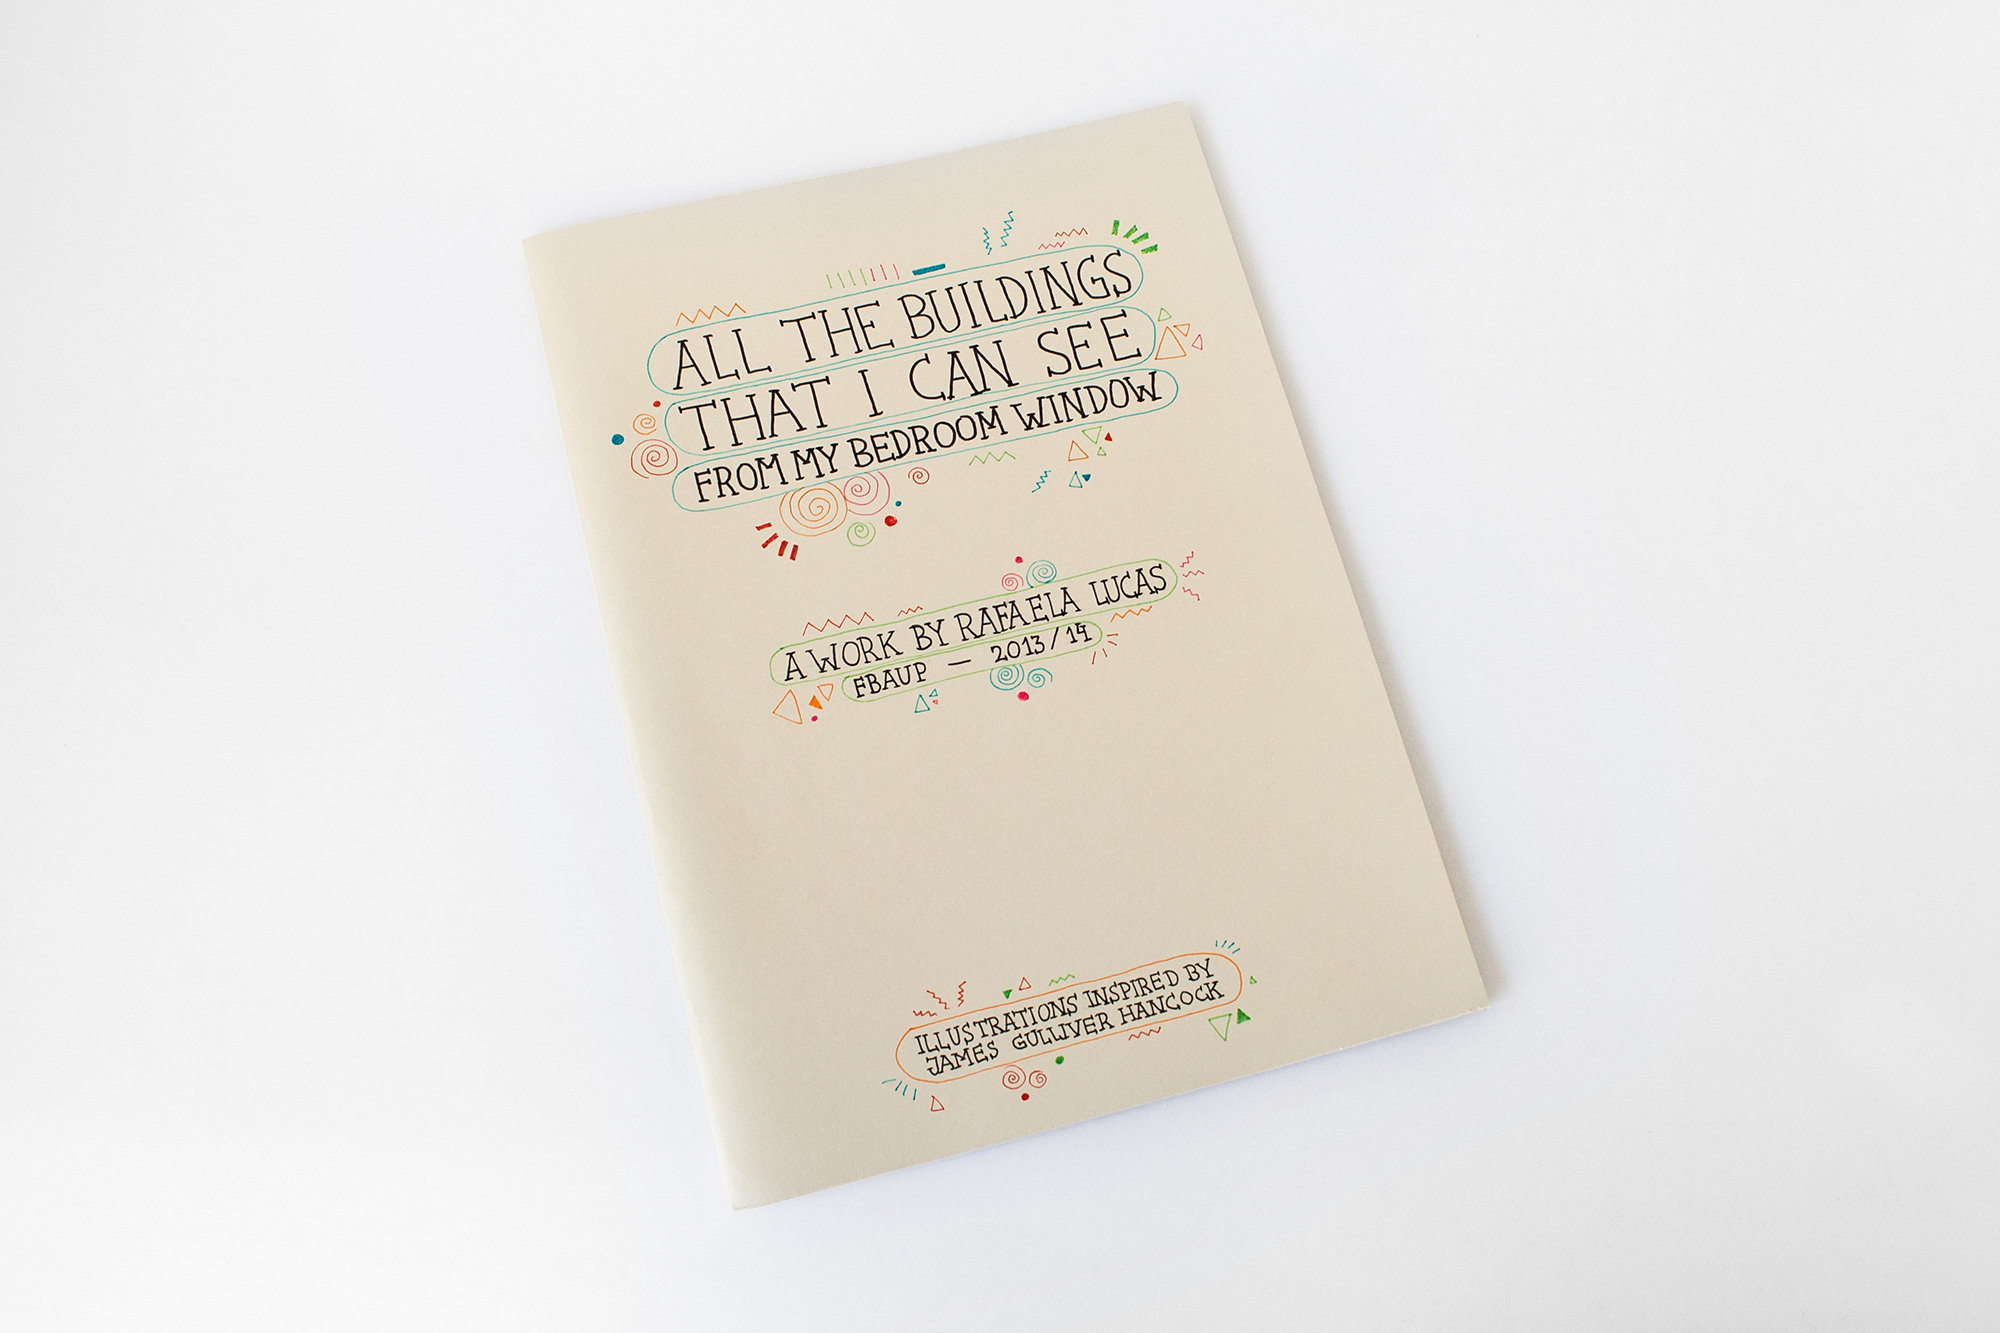 ALL THE BUILDINGS
THAT I CAN SEE
FROM MY BEDROOM WINDOW
A WORK BY RAFAELA LUCAS
FBAUP — 2013/14
ILLUSTRATIONS INSPIRED BY
JAMES GULLIVER HANCOCK